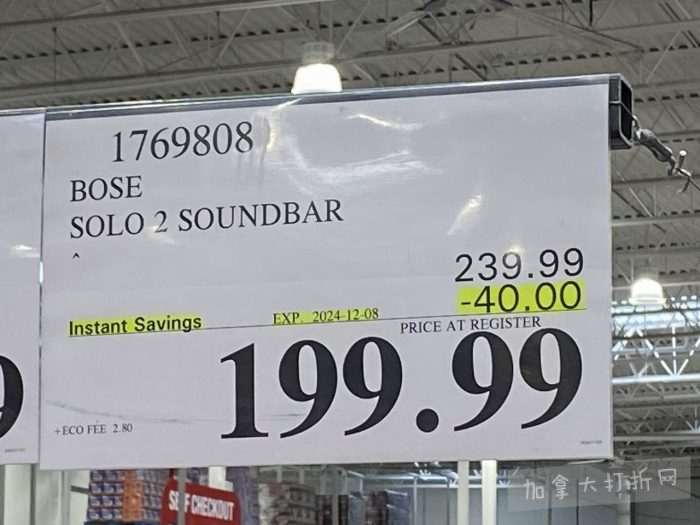 1769808
BOSE
SOLO 2 SOUNDBAR
^
239.99
-40.00
Instant Savings
EXP. 2024-12-08
PRICE AT REGISTER
199.99
+ECO FEE 2.80
9
SELF CHECKOUT
加拿大打折网